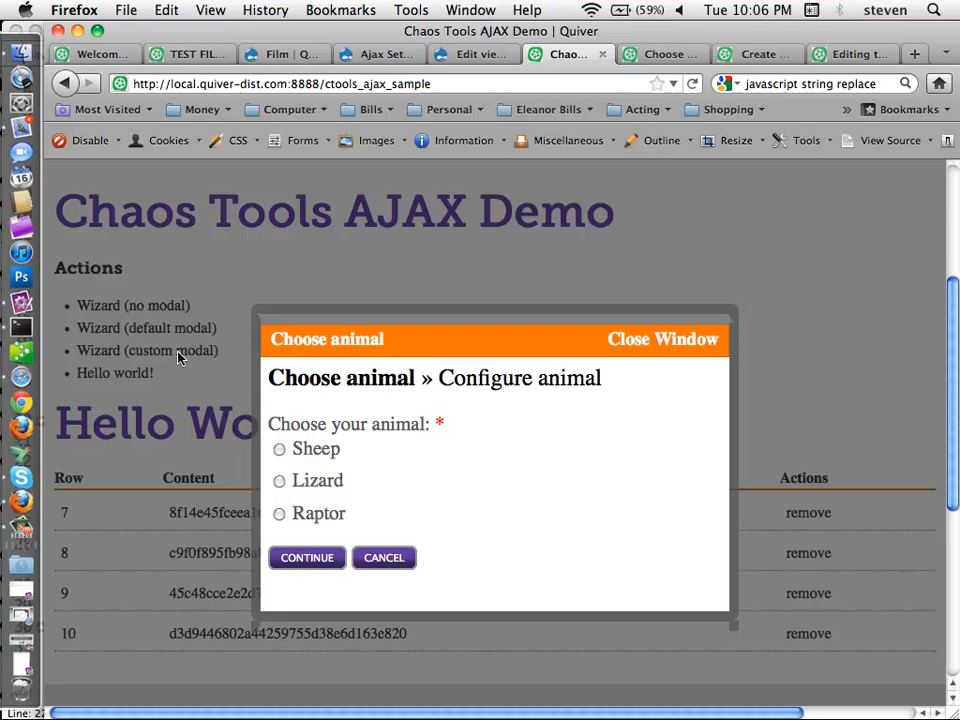 Firefox File Edit View History Bookmarks Tools Window Help (59%) Tue 10:06 PM steven
Chaos Tools AJAX Demo | Quiver
Welcom... TEST FIL... Film | Q... Ajax Set... Edit vie... Chao... Choose ... Create ... Editing t...
http://local.quiver-dist.com:8888/ctools_ajax_sample javascript string replace
Most Visited Money Computer Bills Personal Eleanor Bills Acting Shopping » Bookmarks
Disable Cookies CSS Forms Images Information Miscellaneous Outline Resize Tools View Source
Chaos Tools AJAX Demo
Actions
Wizard (no modal)
Wizard (default modal)
Wizard (custom modal)
Hello world!
Choose animal Close Window
Choose animal » Configure animal
Choose your animal: *
Sheep
Lizard
Raptor
CONTINUE CANCEL
Hello Wo
Row Content Actions
7 8f14e45fceea1 remove
8 c9f0f895fb98a remove
9 45c48cce2e2d7 remove
10 d3d9446802a44259755d38e6d163e820 remove
Line: 2